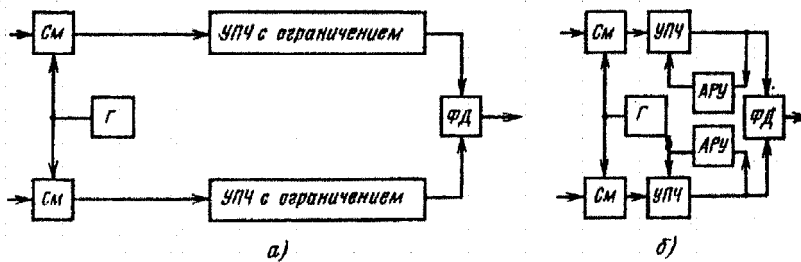 См
УПЧ с ограничением
Г
ФД
См
УПЧ с ограничением
а)
См
УПЧ
АРУ
Г
ФД
АРУ
См
УПЧ
б)